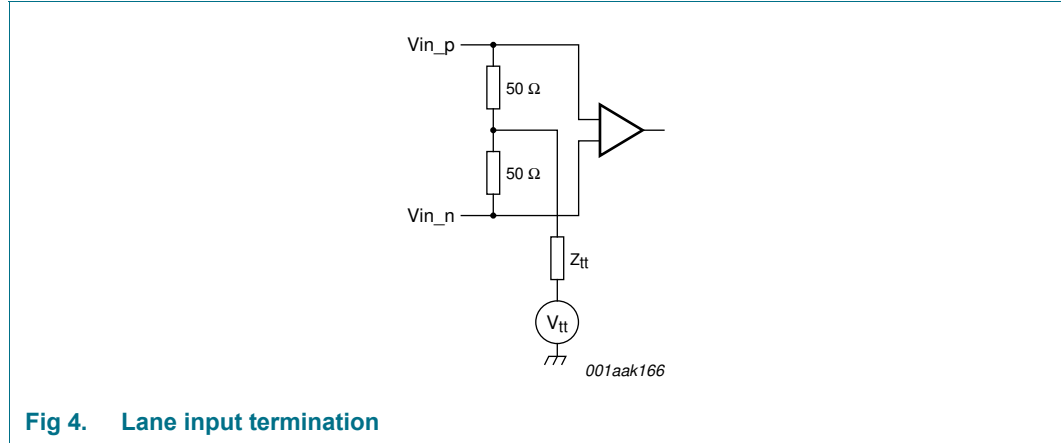 Vin_p
50 Ω
50 Ω
Vin_n
Ztt
Vtt
001aak166
Fig 4. Lane input termination